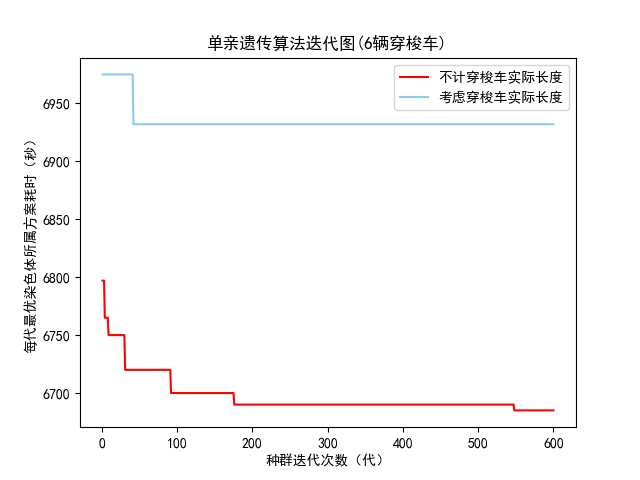 单亲遗传算法迭代图(6辆穿梭车)
不计穿梭车实际长度
考虑穿梭车实际长度
每代最优染色体所属方案耗时（秒）
6950
6900
6850
6800
6750
6700
0 100 200 300 400 500 600
种群迭代次数（代）